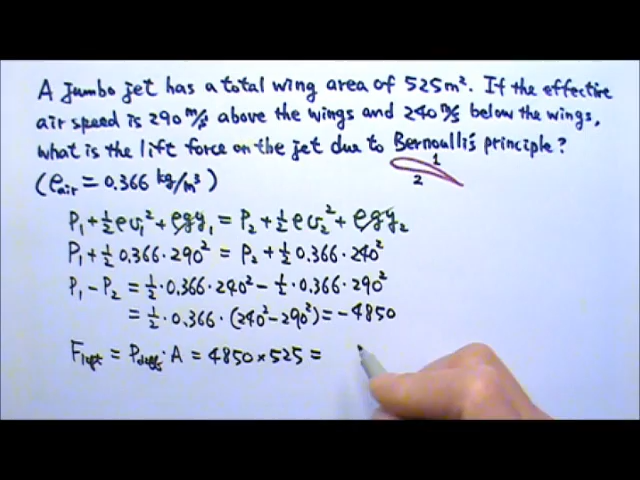 A jumbo jet has a total wing area of 525m². If the effective
air speed is 290 m/s above the wings and 240 m/s below the wings,
what is the lift force on the jet due to Bernoulli's principle?
1
(ρair = 0.366 kg/m³)
2
P₁ + ½ρv₁² + ρgy₁ = P₂ + ½ρv₂² + ρgy₂
P₁ + ½ 0.366 · 290² = P₂ + ½ 0.366 · 240²
P₁ - P₂ = ½ · 0.366 · 240² - ½ · 0.366 · 290²
= ½ · 0.366 · (240² - 290²) = -4850
Flift = Pdiff · A = 4850 × 525 =